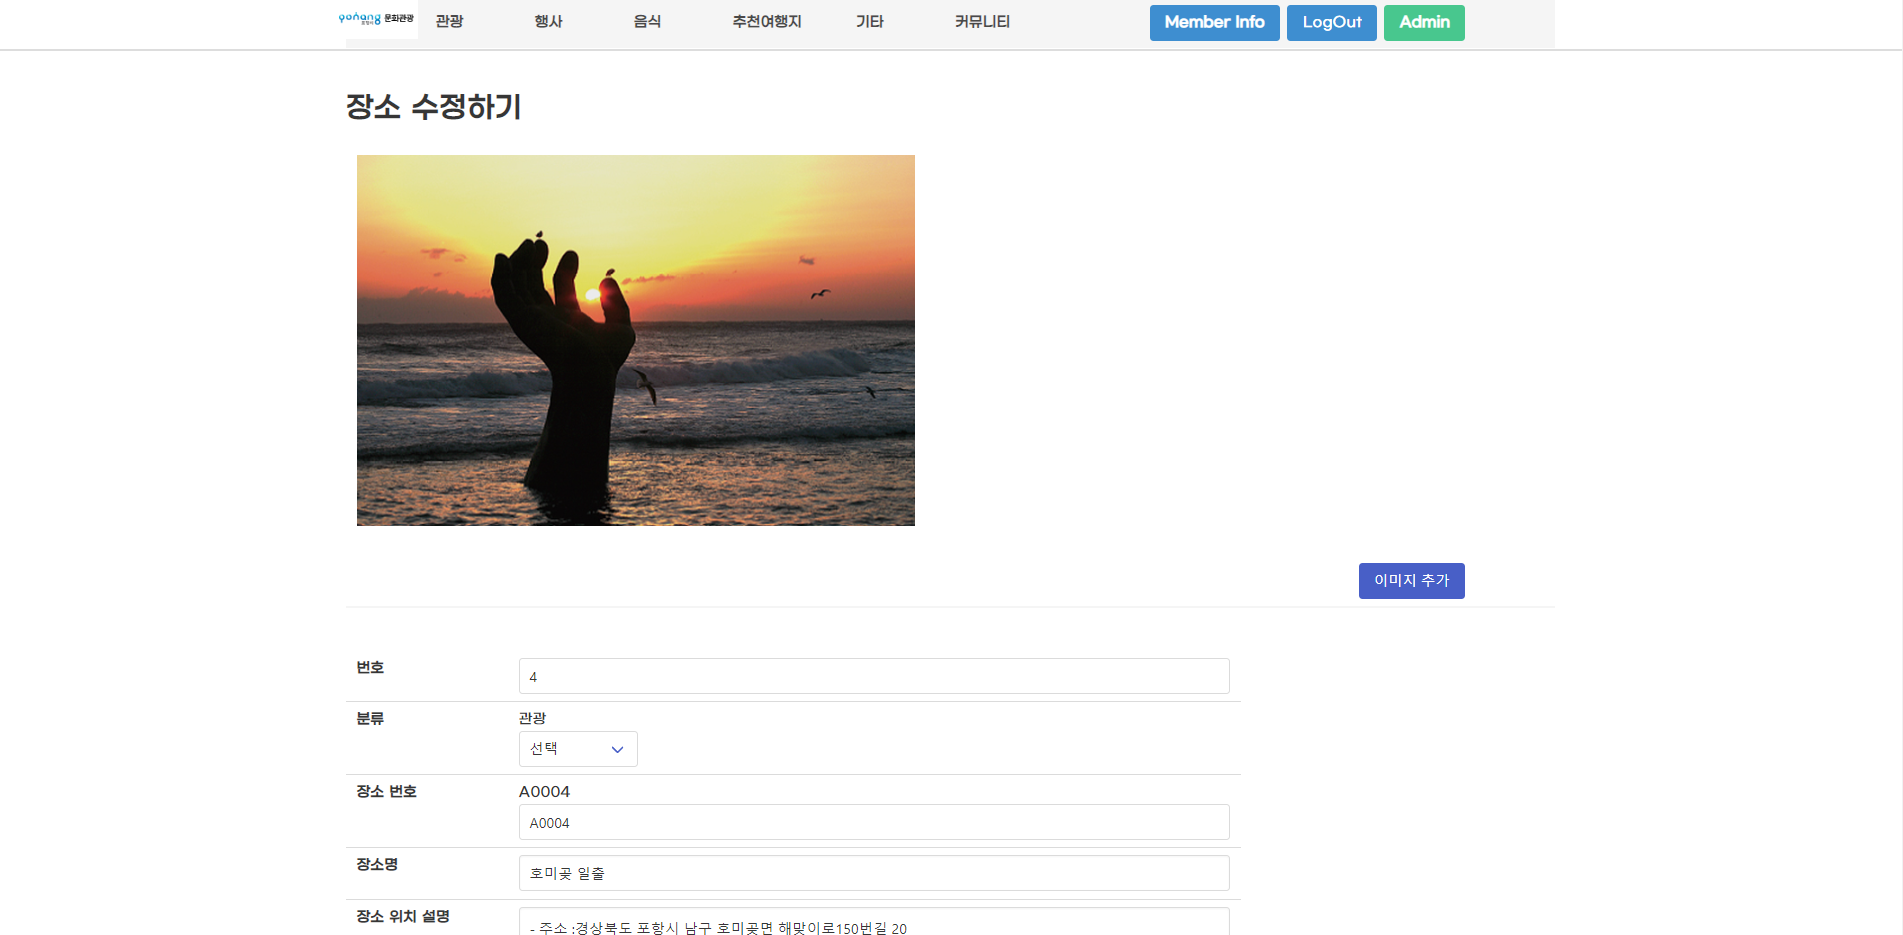 pohang 포항시 문화관광
관광 행사 음식 추천여행지 기타 커뮤니티
Member Info LogOut Admin
장소 수정하기
이미지 추가
번호 4
분류 관광
선택
장소 번호 A0004
A0004
장소명 호미곶 일출
장소 위치 설명 - 주소 :경상북도 포항시 남구 호미곶면 해맞이로150번길 20